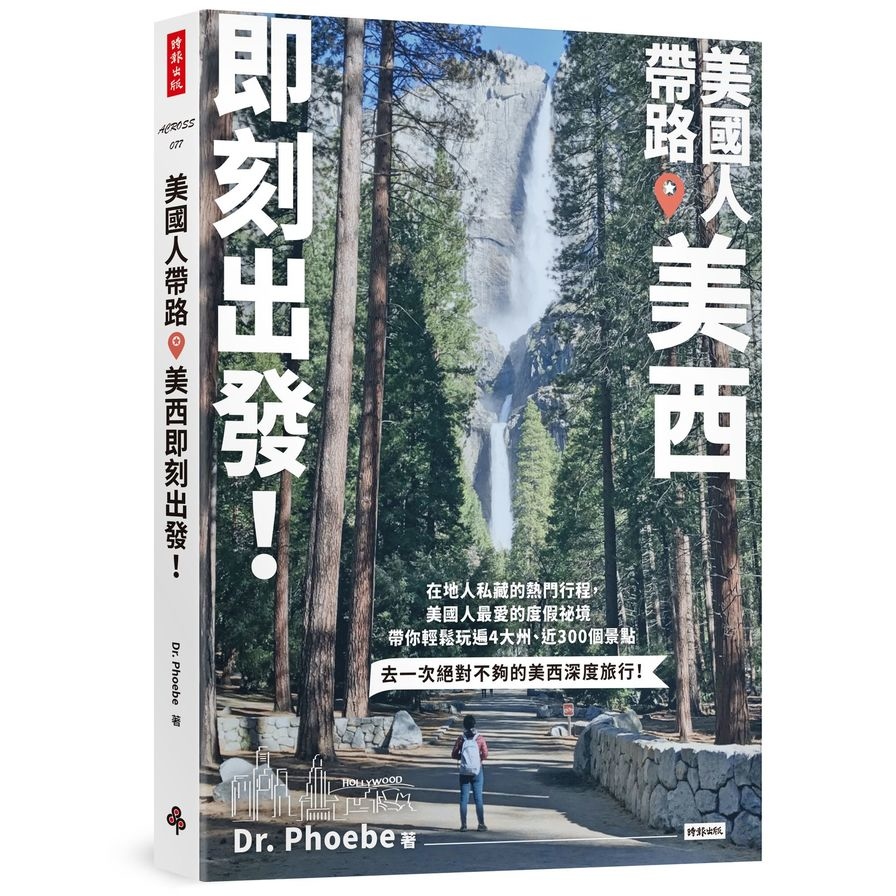 時報出版
ACROSS
077
美國人帶路
美西即刻出發！
Dr. Phoebe 著
美國人
帶路
美西
即刻出發！
在地人私藏的熱門行程，
美國人最愛的度假祕境
帶你輕鬆玩遍4大州、近300個景點
去一次絕對不夠的美西深度旅行！
HOLLYWOOD
Dr. Phoebe 著
時報出版